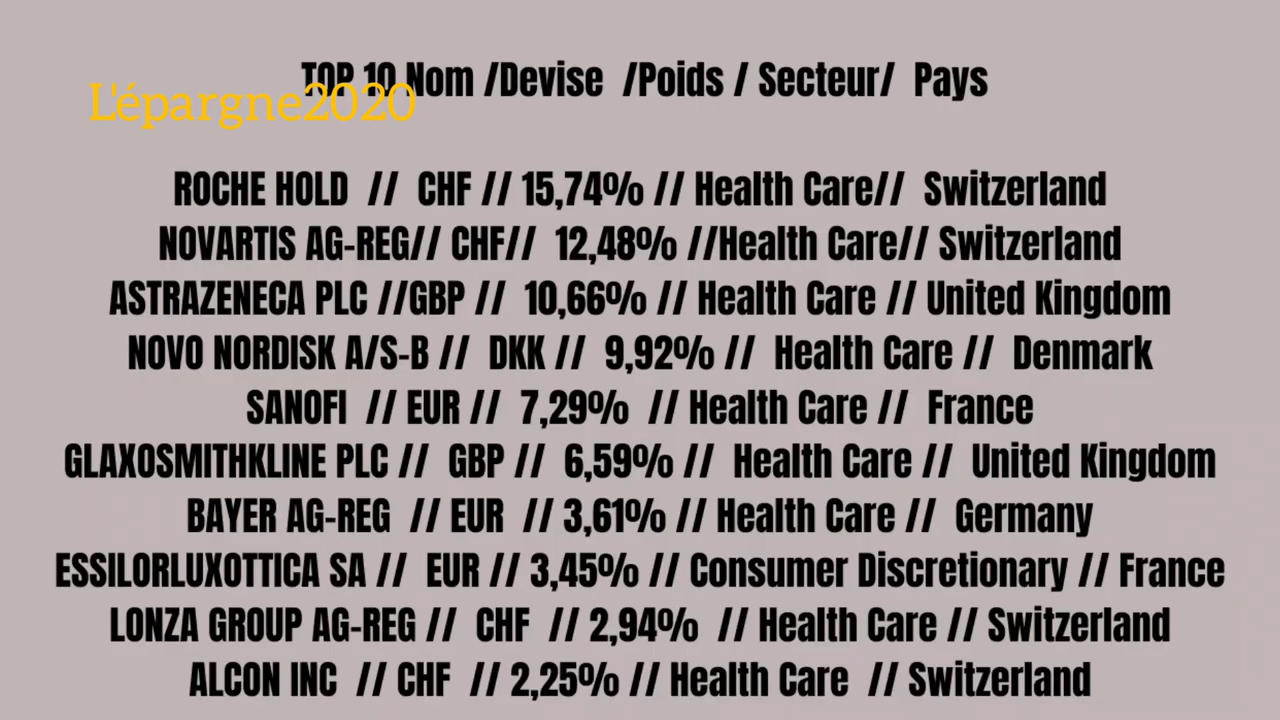 TOP 10 Nom /Devise /Poids / Secteur/ Pays
L'épargne2020
ROCHE HOLD // CHF // 15,74% // Health Care// Switzerland
NOVARTIS AG-REG// CHF// 12,48% //Health Care// Switzerland
ASTRAZENECA PLC //GBP // 10,66% // Health Care // United Kingdom
NOVO NORDISK A/S-B // DKK // 9,92% // Health Care // Denmark
SANOFI // EUR // 7,29% // Health Care // France
GLAXOSMITHKLINE PLC // GBP // 6,59% // Health Care // United Kingdom
BAYER AG-REG // EUR // 3,61% // Health Care // Germany
ESSILORLUXOTTICA SA // EUR // 3,45% // Consumer Discretionary // France
LONZA GROUP AG-REG // CHF // 2,94% // Health Care // Switzerland
ALCON INC // CHF // 2,25% // Health Care // Switzerland